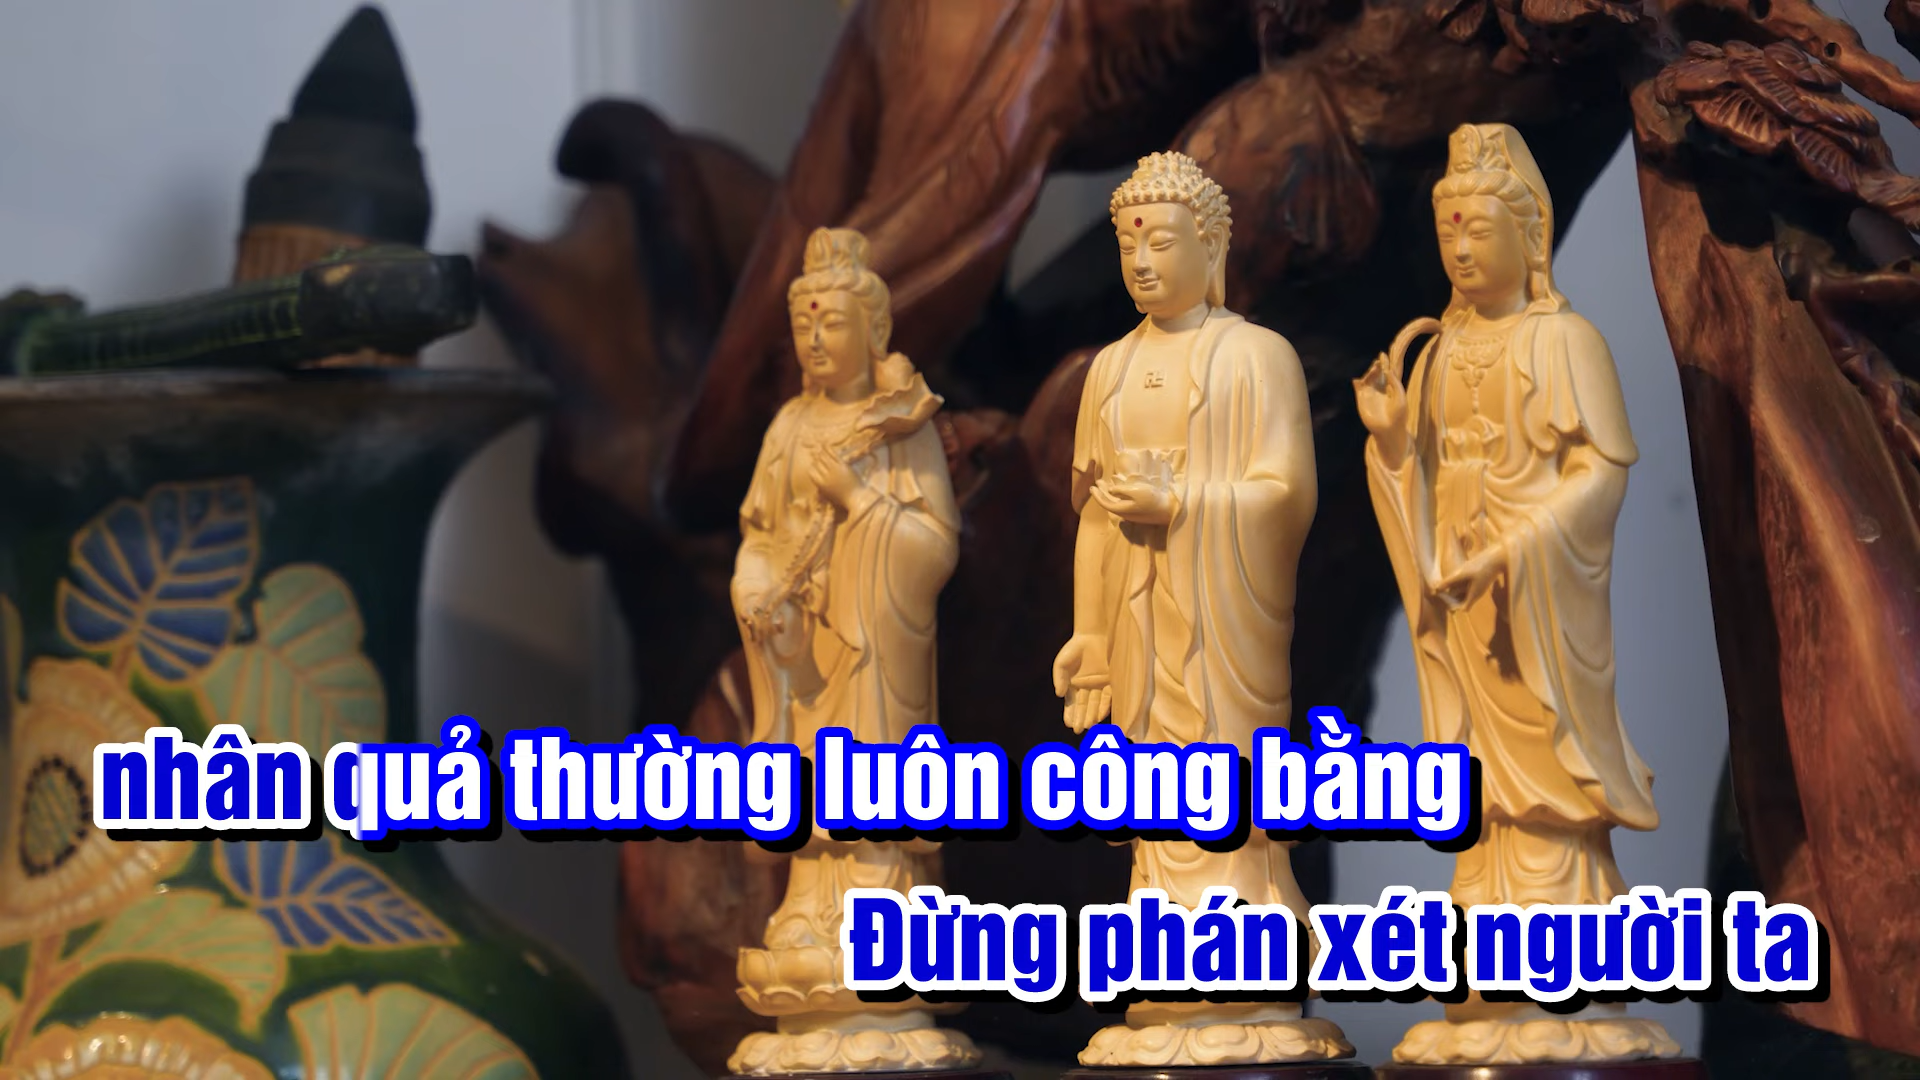 nhân quả thường luôn công bằng
Đừng phán xét người ta